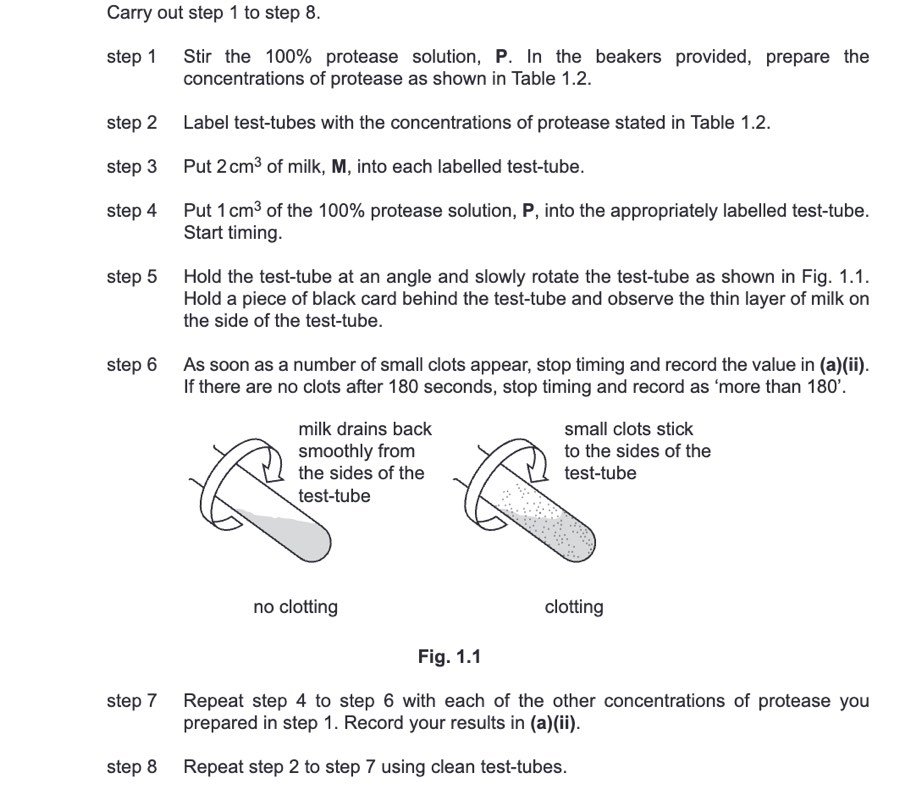 Carry out step 1 to step 8.
step 1 Stir the 100% protease solution, P. In the beakers provided, prepare the
concentrations of protease as shown in Table 1.2.
step 2 Label test-tubes with the concentrations of protease stated in Table 1.2.
step 3 Put 2 cm³ of milk, M, into each labelled test-tube.
step 4 Put 1 cm³ of the 100% protease solution, P, into the appropriately labelled test-tube.
Start timing.
step 5 Hold the test-tube at an angle and slowly rotate the test-tube as shown in Fig. 1.1.
Hold a piece of black card behind the test-tube and observe the thin layer of milk on
the side of the test-tube.
step 6 As soon as a number of small clots appear, stop timing and record the value in (a)(ii).
If there are no clots after 180 seconds, stop timing and record as ‘more than 180’.
milk drains back
smoothly from
the sides of the
test-tube
small clots stick
to the sides of the
test-tube
no clotting
clotting
Fig. 1.1
step 7 Repeat step 4 to step 6 with each of the other concentrations of protease you
prepared in step 1. Record your results in (a)(ii).
step 8 Repeat step 2 to step 7 using clean test-tubes.